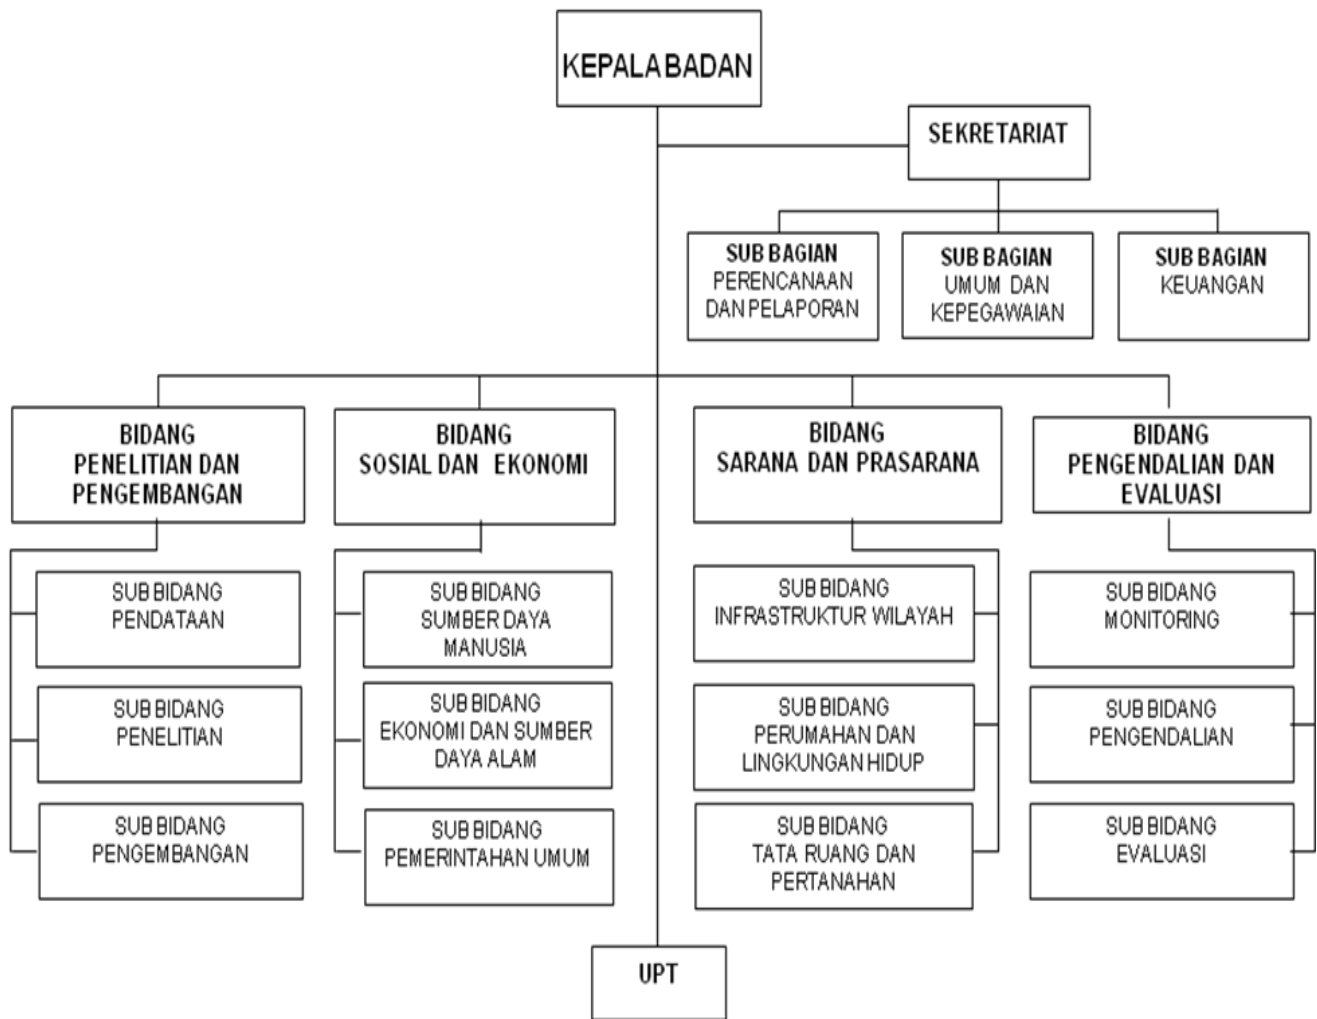 KEPALA BADAN
SEKRETARIAT
SUB BAGIAN
PERENCANAAN
DAN PELAPORAN
SUB BAGIAN
UMUM DAN
KEPEGAWAIAN
SUB BAGIAN
KEUANGAN
BIDANG
PENELITIAN DAN
PENGEMBANGAN
BIDANG
SOSIAL DAN EKONOMI
BIDANG
SARANA DAN PRASARANA
BIDANG
PENGENDALIAN DAN
EVALUASI
SUB BIDANG
PENDATAAN
SUB BIDANG
PENELITIAN
SUB BIDANG
PENGEMBANGAN
SUB BIDANG
SUMBER DAYA
MANUSIA
SUB BIDANG
EKONOMI DAN SUMBER
DAYA ALAM
SUB BIDANG
PEMERINTAHAN UMUM
SUB BIDANG
INFRASTRUKTUR WILAYAH
SUB BIDANG
PERUMAHAN DAN
LINGKUNGAN HIDUP
SUB BIDANG
TATA RUANG DAN
PERTANAHAN
SUB BIDANG
MONITORING
SUB BIDANG
PENGENDALIAN
SUB BIDANG
EVALUASI
UPT